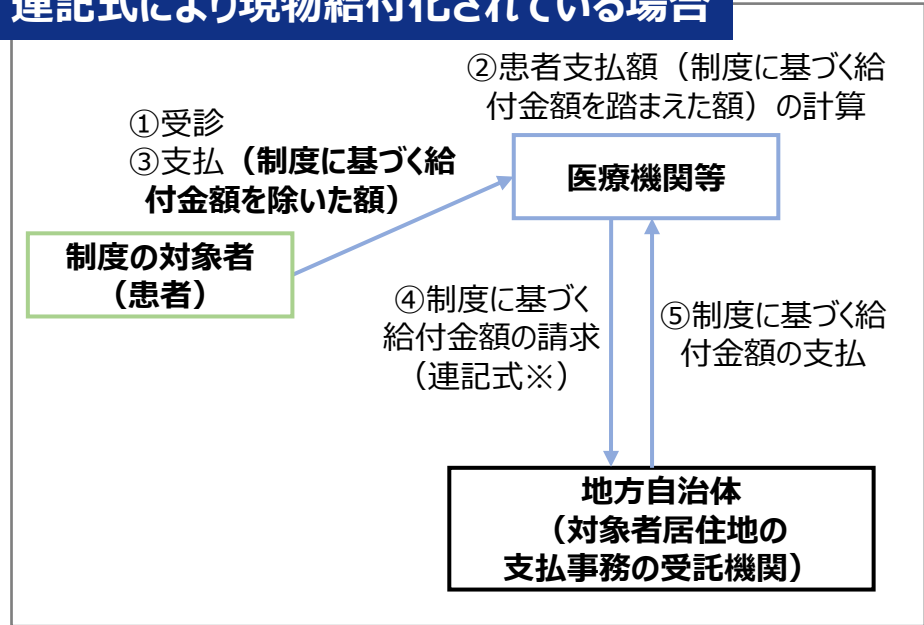 連記式により現物給付化されている場合
②患者支払額（制度に基づく給
付金額を踏まえた額）の計算
①受診
③支払（制度に基づく給
付金額を除いた額）
医療機関等
制度の対象者
（患者）
④制度に基づく
給付金額の請求
（連記式※）
⑤制度に基づく給
付金額の支払
地方自治体
（対象者居住地の
支払事務の受託機関）